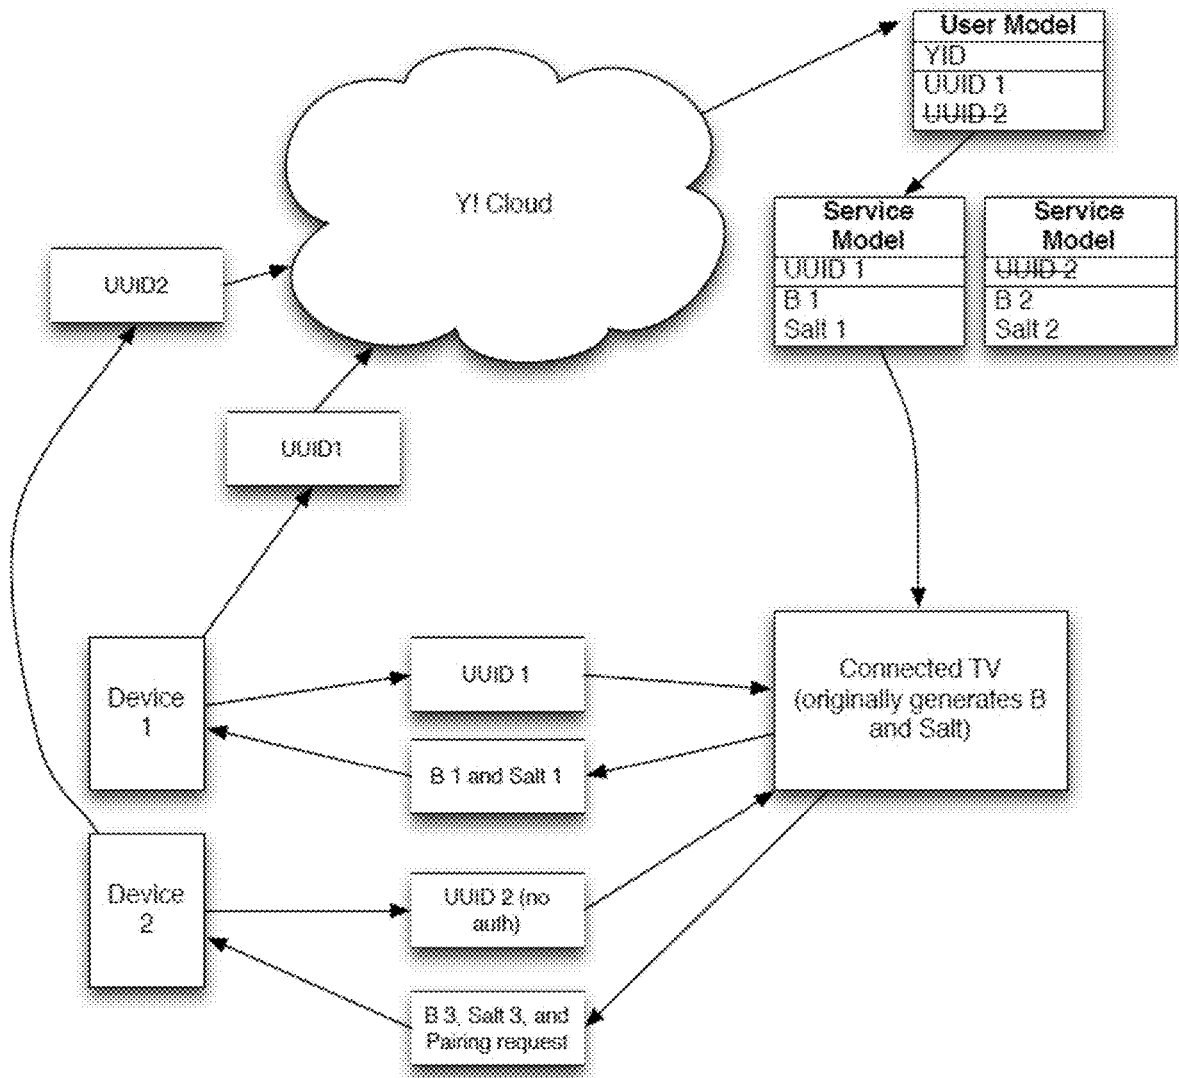 User Model
YID
UUID 1
UUID 2
Y! Cloud
Service
Model
UUID 1
B 1
Salt 1
Service
Model
UUID 2
B 2
Salt 2
UUID2
UUID1
Device
1
UUID 1
B 1 and Salt 1
Connected TV
(originally generates B
and Salt)
Device
2
UUID 2 (no
auth)
B 3, Salt 3, and
Pairing request